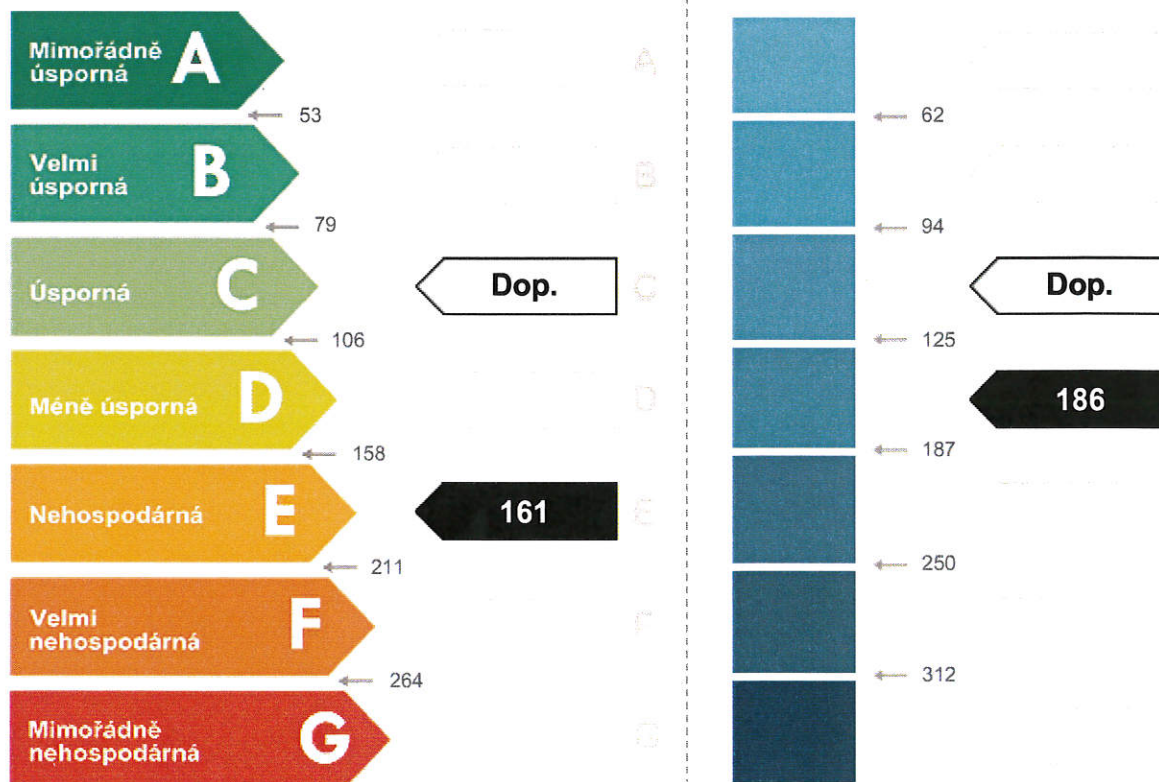 Mimořádně
úsporná
A
A
53
62
Velmi
úsporná
B
B
79
94
Úsporná
C
Dop.
C
Dop.
106
125
Méně úsporná
D
D
186
158
187
Nehospodárná
E
161
E
211
250
Velmi
nehospodárná
F
F
264
312
Mimořádně
nehospodárná
G
G